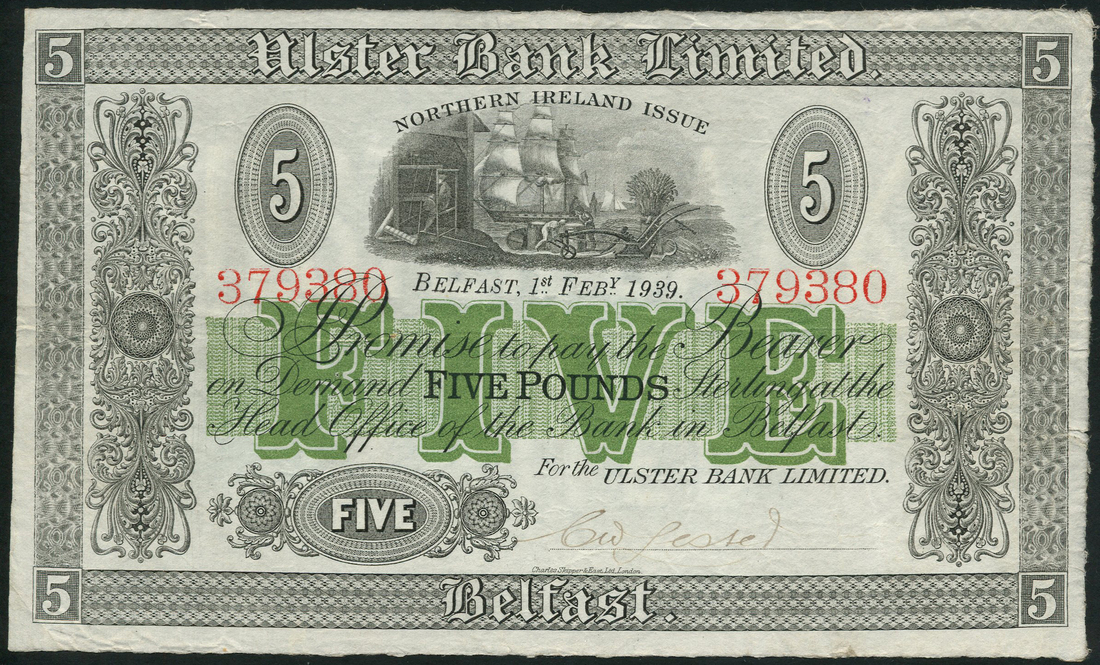 5 Ulster Bank Limited. 5
NORTHERN IRELAND ISSUE
5 5
379380 BELFAST, 1st FEBY 1939. 379380
FIVE
I Promise to pay the Bearer
on Demand FIVE POUNDS Sterling at the
Head Office of the Bank in Belfast.
For the ULSTER BANK LIMITED.
FIVE
Charles Skipper & East, Ltd. London.
5 Belfast. 5